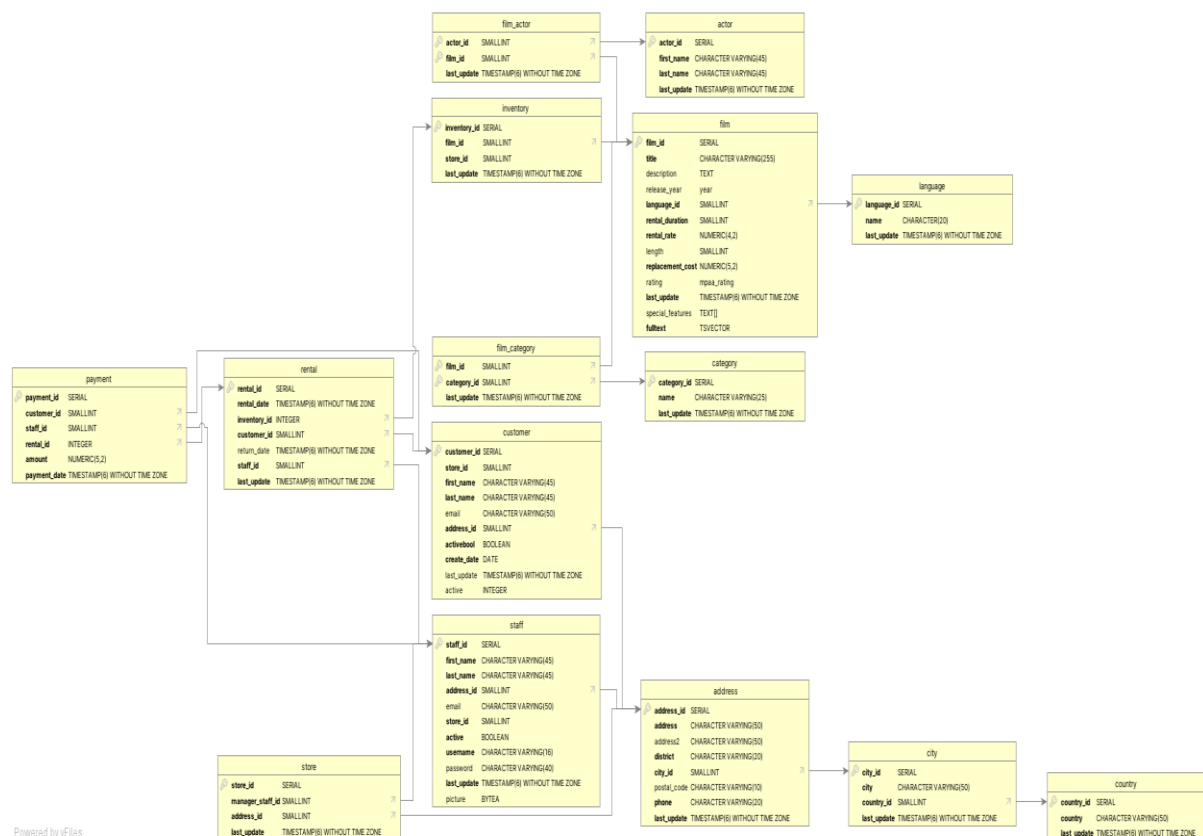 film_actor
actor_id SMALLINT
film_id SMALLINT
last_update TIMESTAMP(6) WITHOUT TIME ZONE
actor
actor_id SERIAL
first_name CHARACTER VARYING(45)
last_name CHARACTER VARYING(45)
last_update TIMESTAMP(6) WITHOUT TIME ZONE
inventory
inventory_id SERIAL
film_id SMALLINT
store_id SMALLINT
last_update TIMESTAMP(6) WITHOUT TIME ZONE
film
film_id SERIAL
title CHARACTER VARYING(255)
description TEXT
release_year year
language_id SMALLINT
rental_duration SMALLINT
rental_rate NUMERIC(4,2)
length SMALLINT
replacement_cost NUMERIC(5,2)
rating mpaa_rating
last_update TIMESTAMP(6) WITHOUT TIME ZONE
special_features TEXT[]
fulltext TSVECTOR
language
language_id SERIAL
name CHARACTER(20)
last_update TIMESTAMP(6) WITHOUT TIME ZONE
film_category
film_id SMALLINT
category_id SMALLINT
last_update TIMESTAMP(6) WITHOUT TIME ZONE
category
category_id SERIAL
name CHARACTER VARYING(25)
last_update TIMESTAMP(6) WITHOUT TIME ZONE
payment
payment_id SERIAL
customer_id SMALLINT
staff_id SMALLINT
rental_id INTEGER
amount NUMERIC(5,2)
payment_date TIMESTAMP(6) WITHOUT TIME ZONE
rental
rental_id SERIAL
rental_date TIMESTAMP(6) WITHOUT TIME ZONE
inventory_id INTEGER
customer_id SMALLINT
return_date TIMESTAMP(6) WITHOUT TIME ZONE
staff_id SMALLINT
last_update TIMESTAMP(6) WITHOUT TIME ZONE
customer
customer_id SERIAL
store_id SMALLINT
first_name CHARACTER VARYING(45)
last_name CHARACTER VARYING(45)
email CHARACTER VARYING(50)
address_id SMALLINT
activebool BOOLEAN
create_date DATE
last_update TIMESTAMP(6) WITHOUT TIME ZONE
active INTEGER
staff
staff_id SERIAL
first_name CHARACTER VARYING(45)
last_name CHARACTER VARYING(45)
address_id SMALLINT
email CHARACTER VARYING(50)
store_id SMALLINT
active BOOLEAN
username CHARACTER VARYING(16)
password CHARACTER VARYING(40)
last_update TIMESTAMP(6) WITHOUT TIME ZONE
picture BYTEA
store
store_id SERIAL
manager_staff_id SMALLINT
address_id SMALLINT
last_update TIMESTAMP(6) WITHOUT TIME ZONE
address
address_id SERIAL
address CHARACTER VARYING(50)
address2 CHARACTER VARYING(50)
district CHARACTER VARYING(20)
city_id SMALLINT
postal_code CHARACTER VARYING(10)
phone CHARACTER VARYING(20)
last_update TIMESTAMP(6) WITHOUT TIME ZONE
city
city_id SERIAL
city CHARACTER VARYING(50)
country_id SMALLINT
last_update TIMESTAMP(6) WITHOUT TIME ZONE
country
country_id SERIAL
country CHARACTER VARYING(50)
last_update TIMESTAMP(6) WITHOUT TIME ZONE
Powered by yFiles